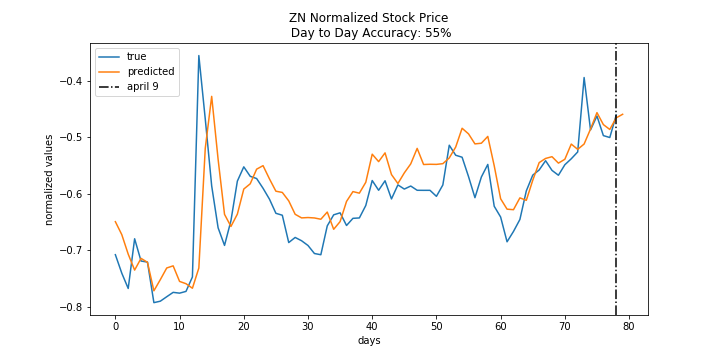 ZN Normalized Stock Price
Day to Day Accuracy: 55%
true
predicted
april 9
normalized values
−0.4
−0.5
−0.6
−0.7
−0.8
0 10 20 30 40 50 60 70 80
days